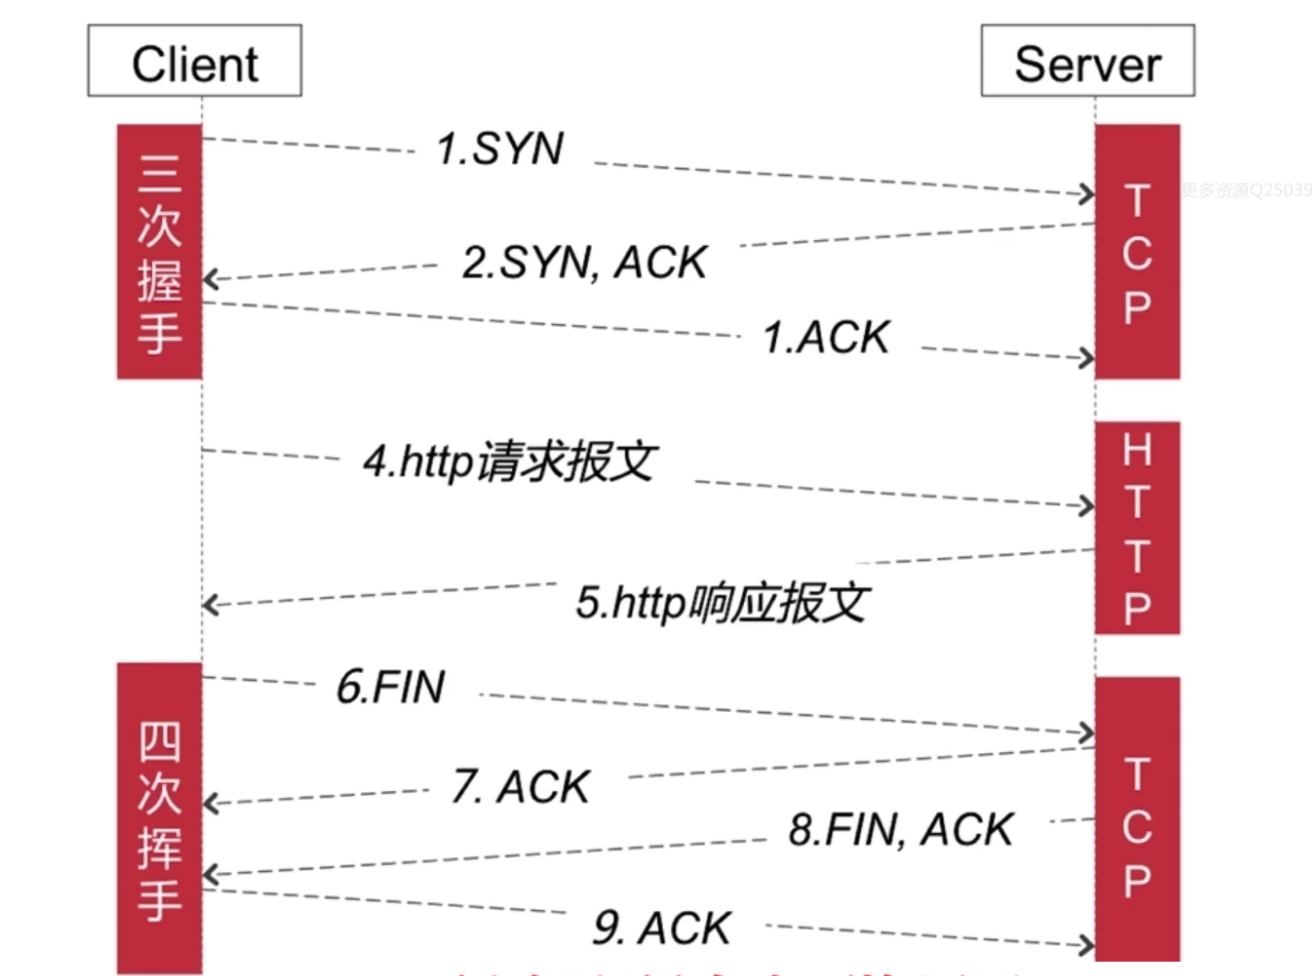 Client
Server
三次握手
TCP
1.SYN
更多资源Q25039
2.SYN, ACK
1.ACK
HTTP
4.http请求报文
5.http响应报文
四次挥手
TCP
6.FIN
7. ACK
8.FIN, ACK
9. ACK